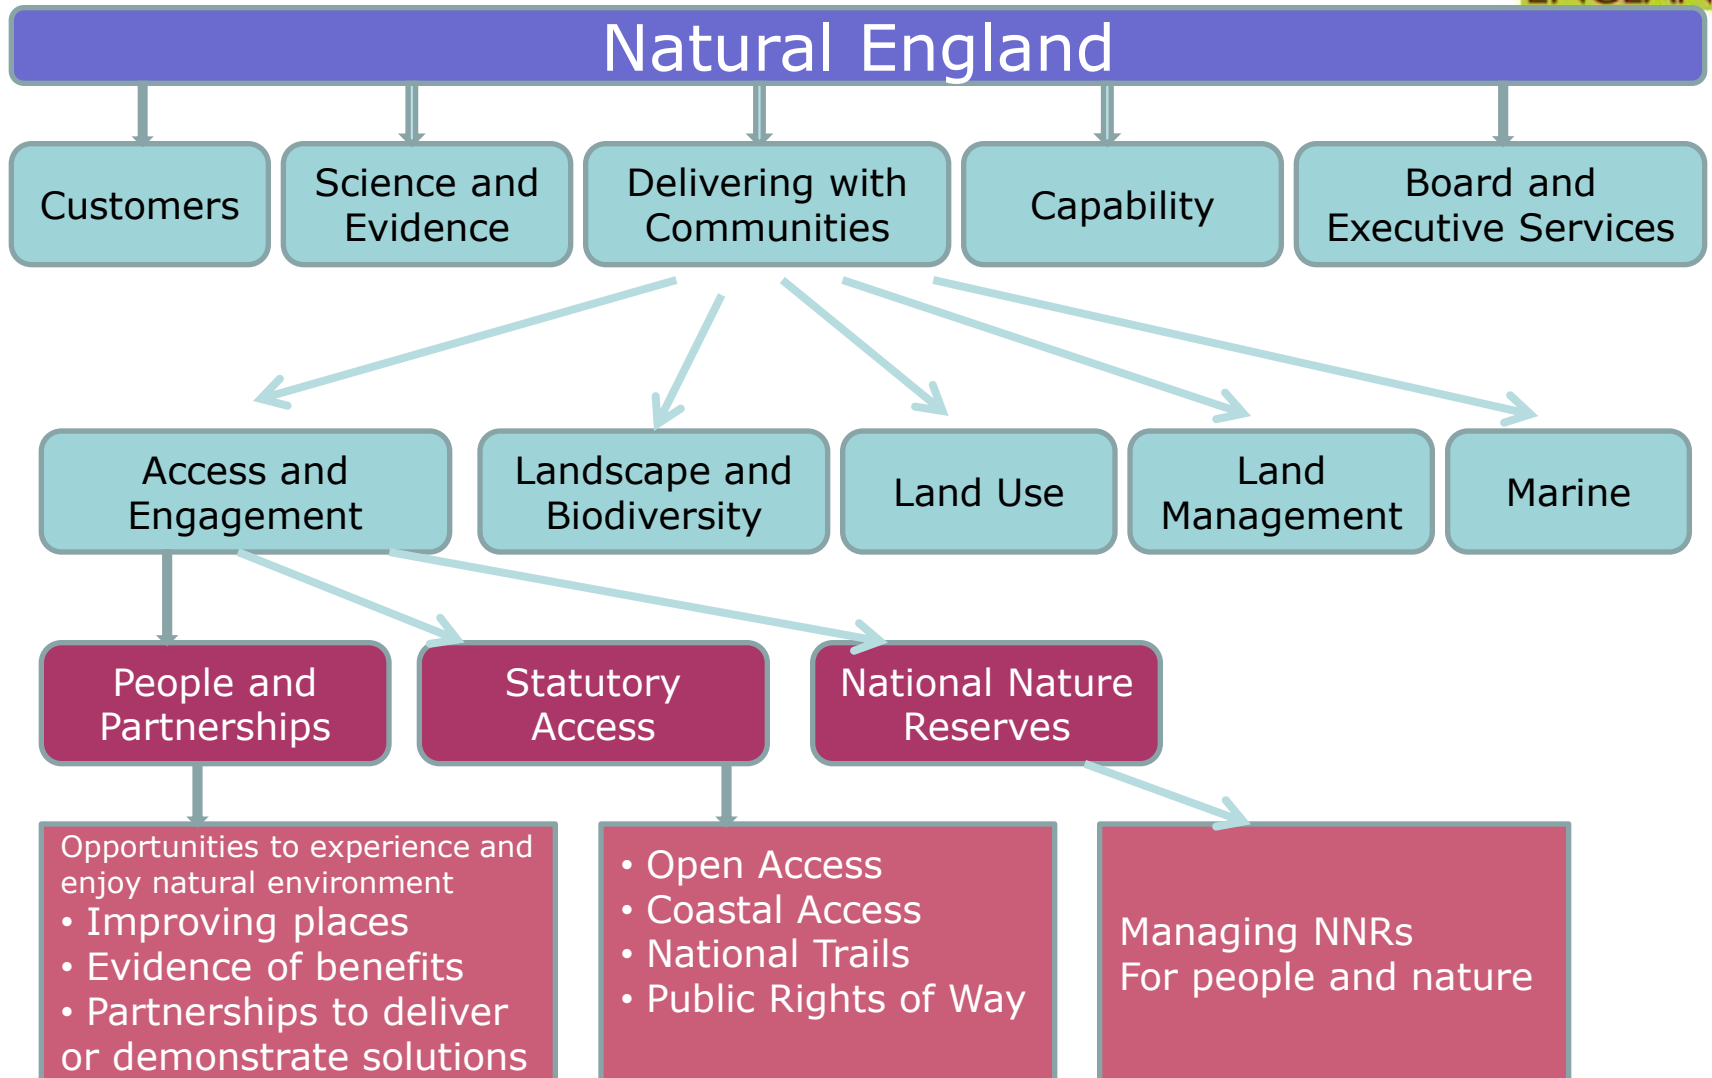 Natural England
Customers
Science and
Evidence
Delivering with
Communities
Capability
Board and
Executive Services
Access and
Engagement
Landscape and
Biodiversity
Land Use
Land
Management
Marine
People and
Partnerships
Statutory
Access
National Nature
Reserves
Opportunities to experience and
enjoy natural environment
• Improving places
• Evidence of benefits
• Partnerships to deliver
or demonstrate solutions
• Open Access
• Coastal Access
• National Trails
• Public Rights of Way
Managing NNRs
For people and nature